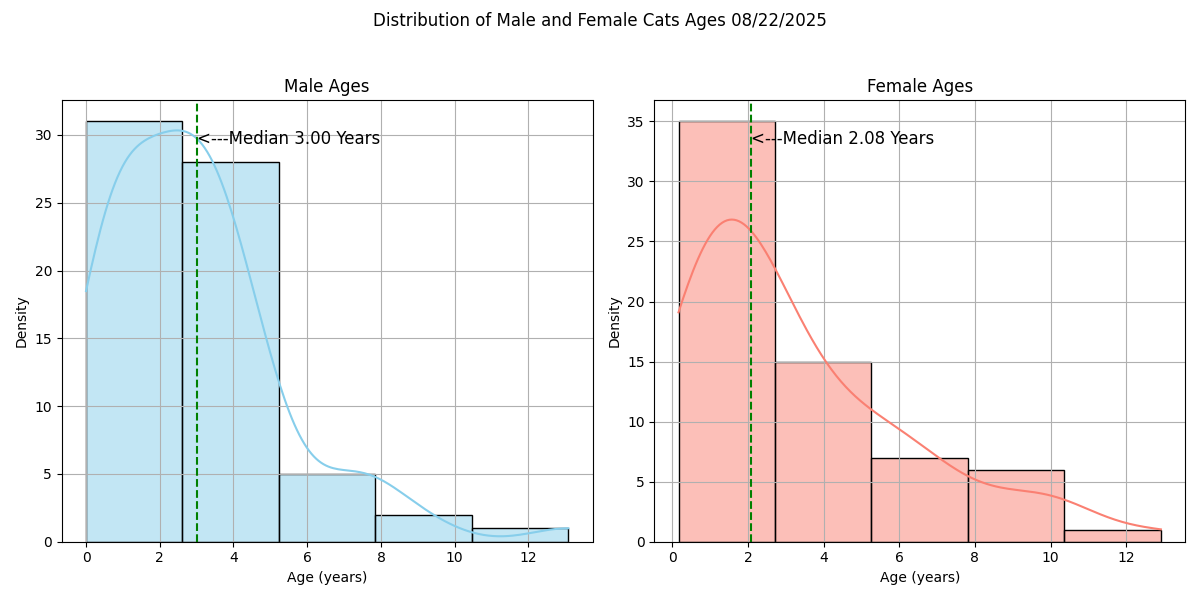 Distribution of Male and Female Cats Ages 08/22/2025
Male Ages
<---Median 3.00 Years
Density
30
25
20
15
10
5
0
0 2 4 6 8 10 12
Age (years)
Female Ages
<---Median 2.08 Years
Density
35
30
25
20
15
10
5
0
0 2 4 6 8 10 12
Age (years)